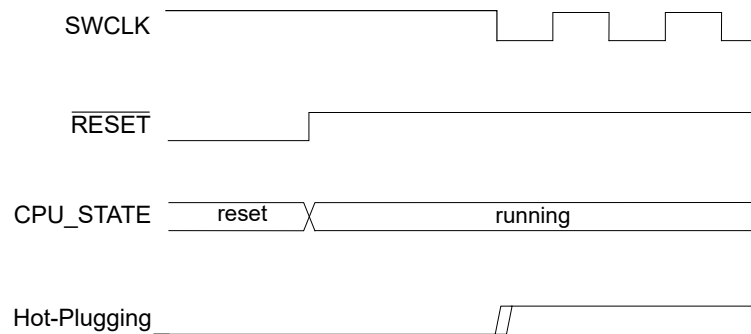 SWCLK
RESET
CPU_STATE reset running
Hot-Plugging